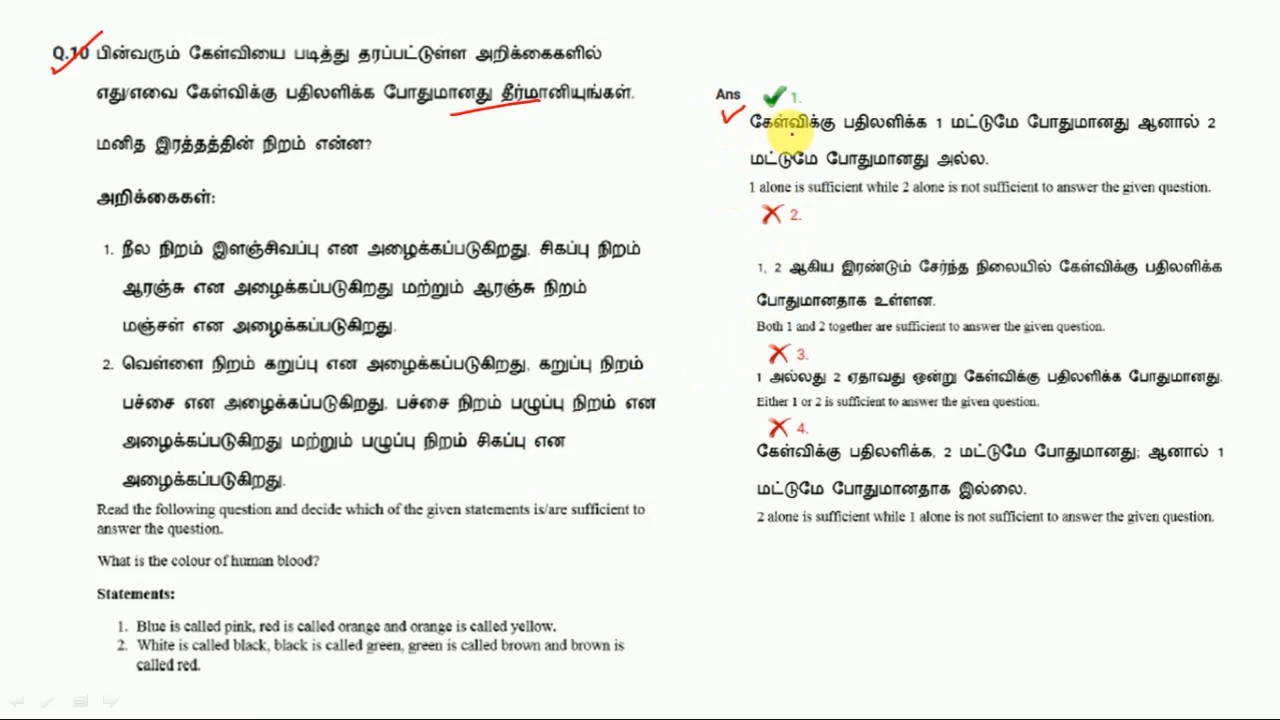 Q.10 பின்வரும் கேள்வியை படித்து தரப்பட்டுள்ள அறிக்கைகளில்
எது/எவை கேள்விக்கு பதிலளிக்க போதுமானது தீர்மானியுங்கள்.
மனித இரத்தத்தின் நிறம் என்ன?
அறிக்கைகள்:
1. நீல நிறம் இளஞ்சிவப்பு என அழைக்கப்படுகிறது, சிகப்பு நிறம்
ஆரஞ்சு என அழைக்கப்படுகிறது மற்றும் ஆரஞ்சு நிறம்
மஞ்சள் என அழைக்கப்படுகிறது.
2. வெள்ளை நிறம் கறுப்பு என அழைக்கப்படுகிறது, கறுப்பு நிறம்
பச்சை என அழைக்கப்படுகிறது, பச்சை நிறம் பழுப்பு நிறம் என
அழைக்கப்படுகிறது மற்றும் பழுப்பு நிறம் சிகப்பு என
அழைக்கப்படுகிறது.
Read the following question and decide which of the given statements is/are sufficient to
answer the question.
What is the colour of human blood?
Statements:
1. Blue is called pink, red is called orange and orange is called yellow.
2. White is called black, black is called green, green is called brown and brown is
called red.
Ans 1.
கேள்விக்கு பதிலளிக்க 1 மட்டுமே போதுமானது ஆனால் 2
மட்டுமே போதுமானது அல்ல.
1 alone is sufficient while 2 alone is not sufficient to answer the given question.
2.
1, 2 ஆகிய இரண்டும் சேர்ந்த நிலையில் கேள்விக்கு பதிலளிக்க
போதுமானதாக உள்ளன.
Both 1 and 2 together are sufficient to answer the given question.
3.
1 அல்லது 2 ஏதாவது ஒன்று கேள்விக்கு பதிலளிக்க போதுமானது.
Either 1 or 2 is sufficient to answer the given question.
4.
கேள்விக்கு பதிலளிக்க, 2 மட்டுமே போதுமானது; ஆனால் 1
மட்டுமே போதுமானதாக இல்லை.
2 alone is sufficient while 1 alone is not sufficient to answer the given question.